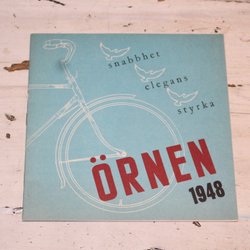 snabbhet
elegans
styrka
ÖRNEN
1948